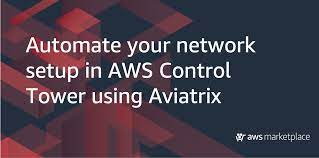 Automate your network
setup in AWS Control
Tower using Aviatrix
aws marketplace